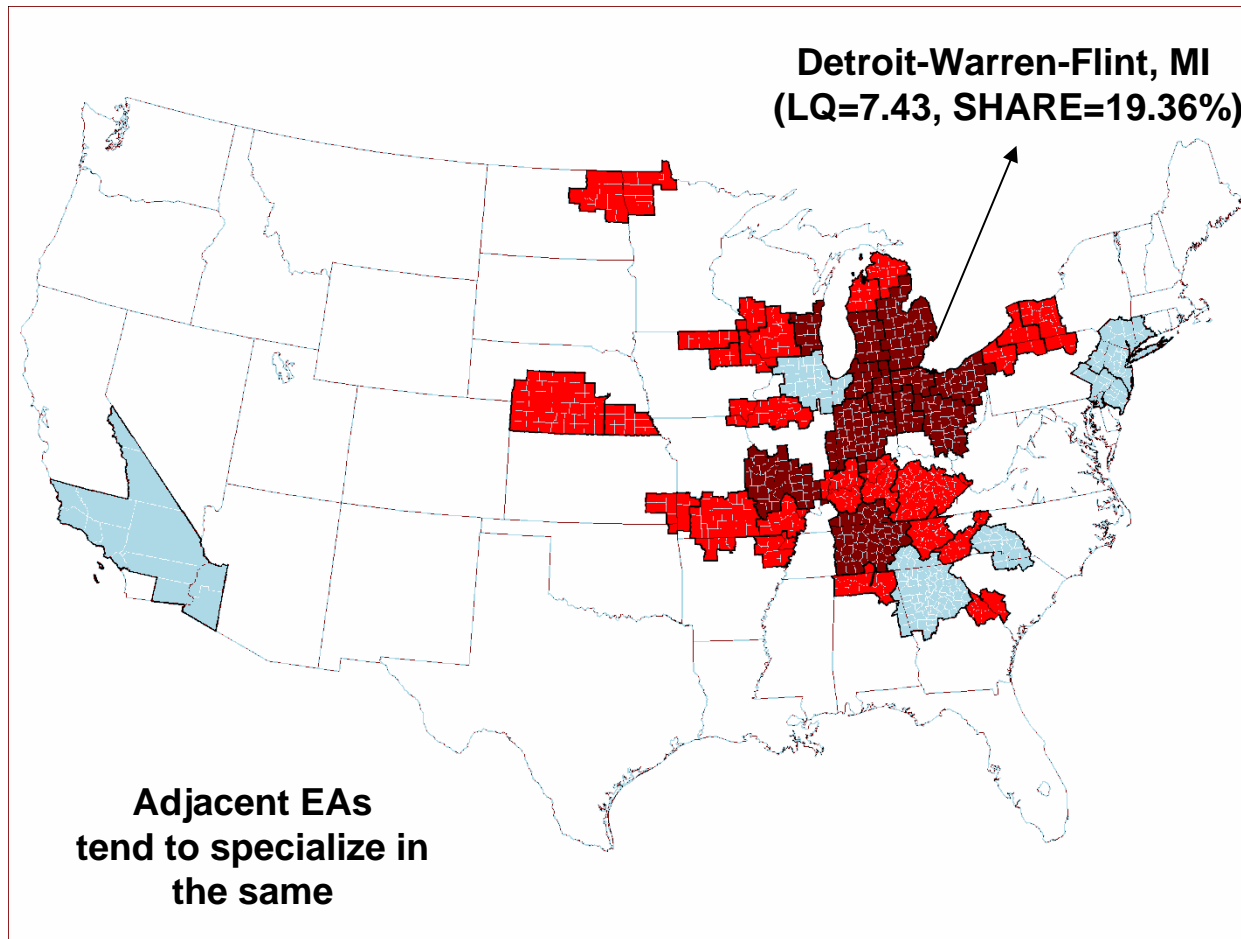 Detroit-Warren-Flint, MI
(LQ=7.43, SHARE=19.36%)
Adjacent EAs
tend to specialize in
the same